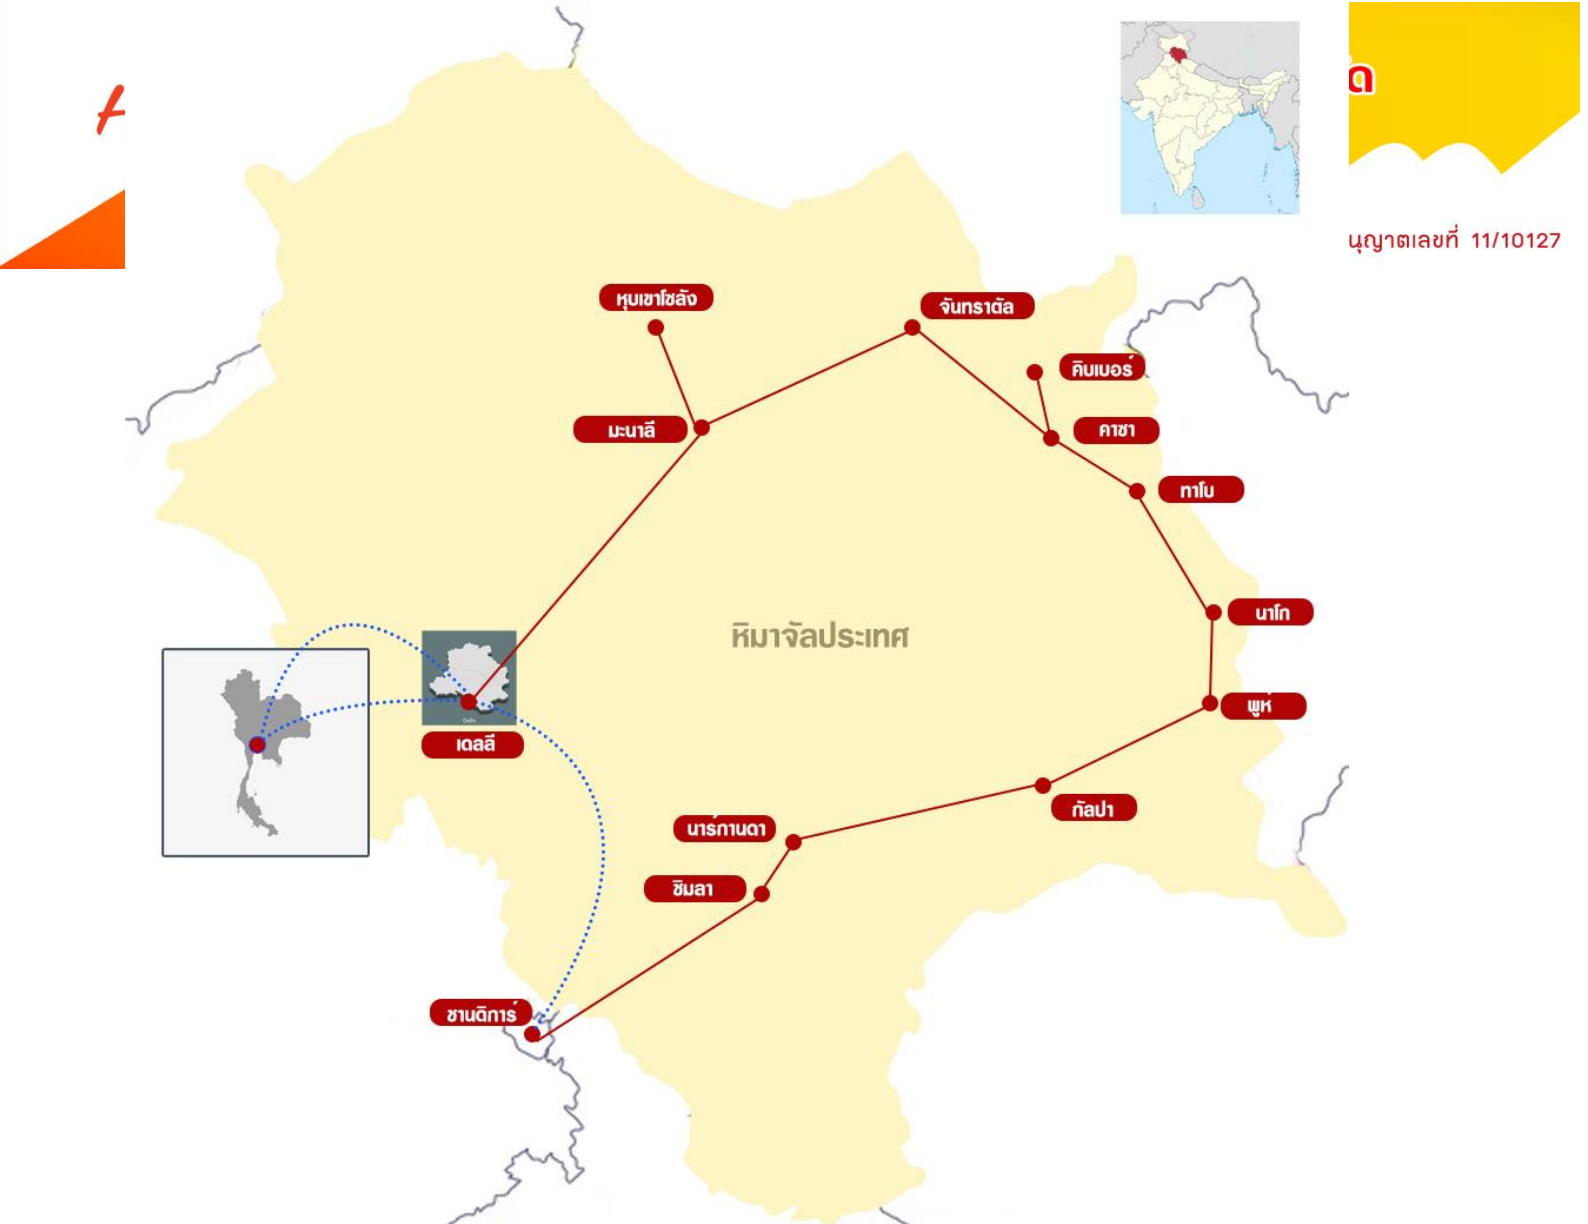 ด
นุญาตเลขที่ 11/10127
หุบเขาโซลัง
จันทราตัล
คิบเบอร์
มะนาลี
คาซา
ทาโบ
นาโก
หิมาจัลประเทศ
พูห์
เดลลี
กัลปา
นาร์กานดา
ชิมลา
ชานดิการ์